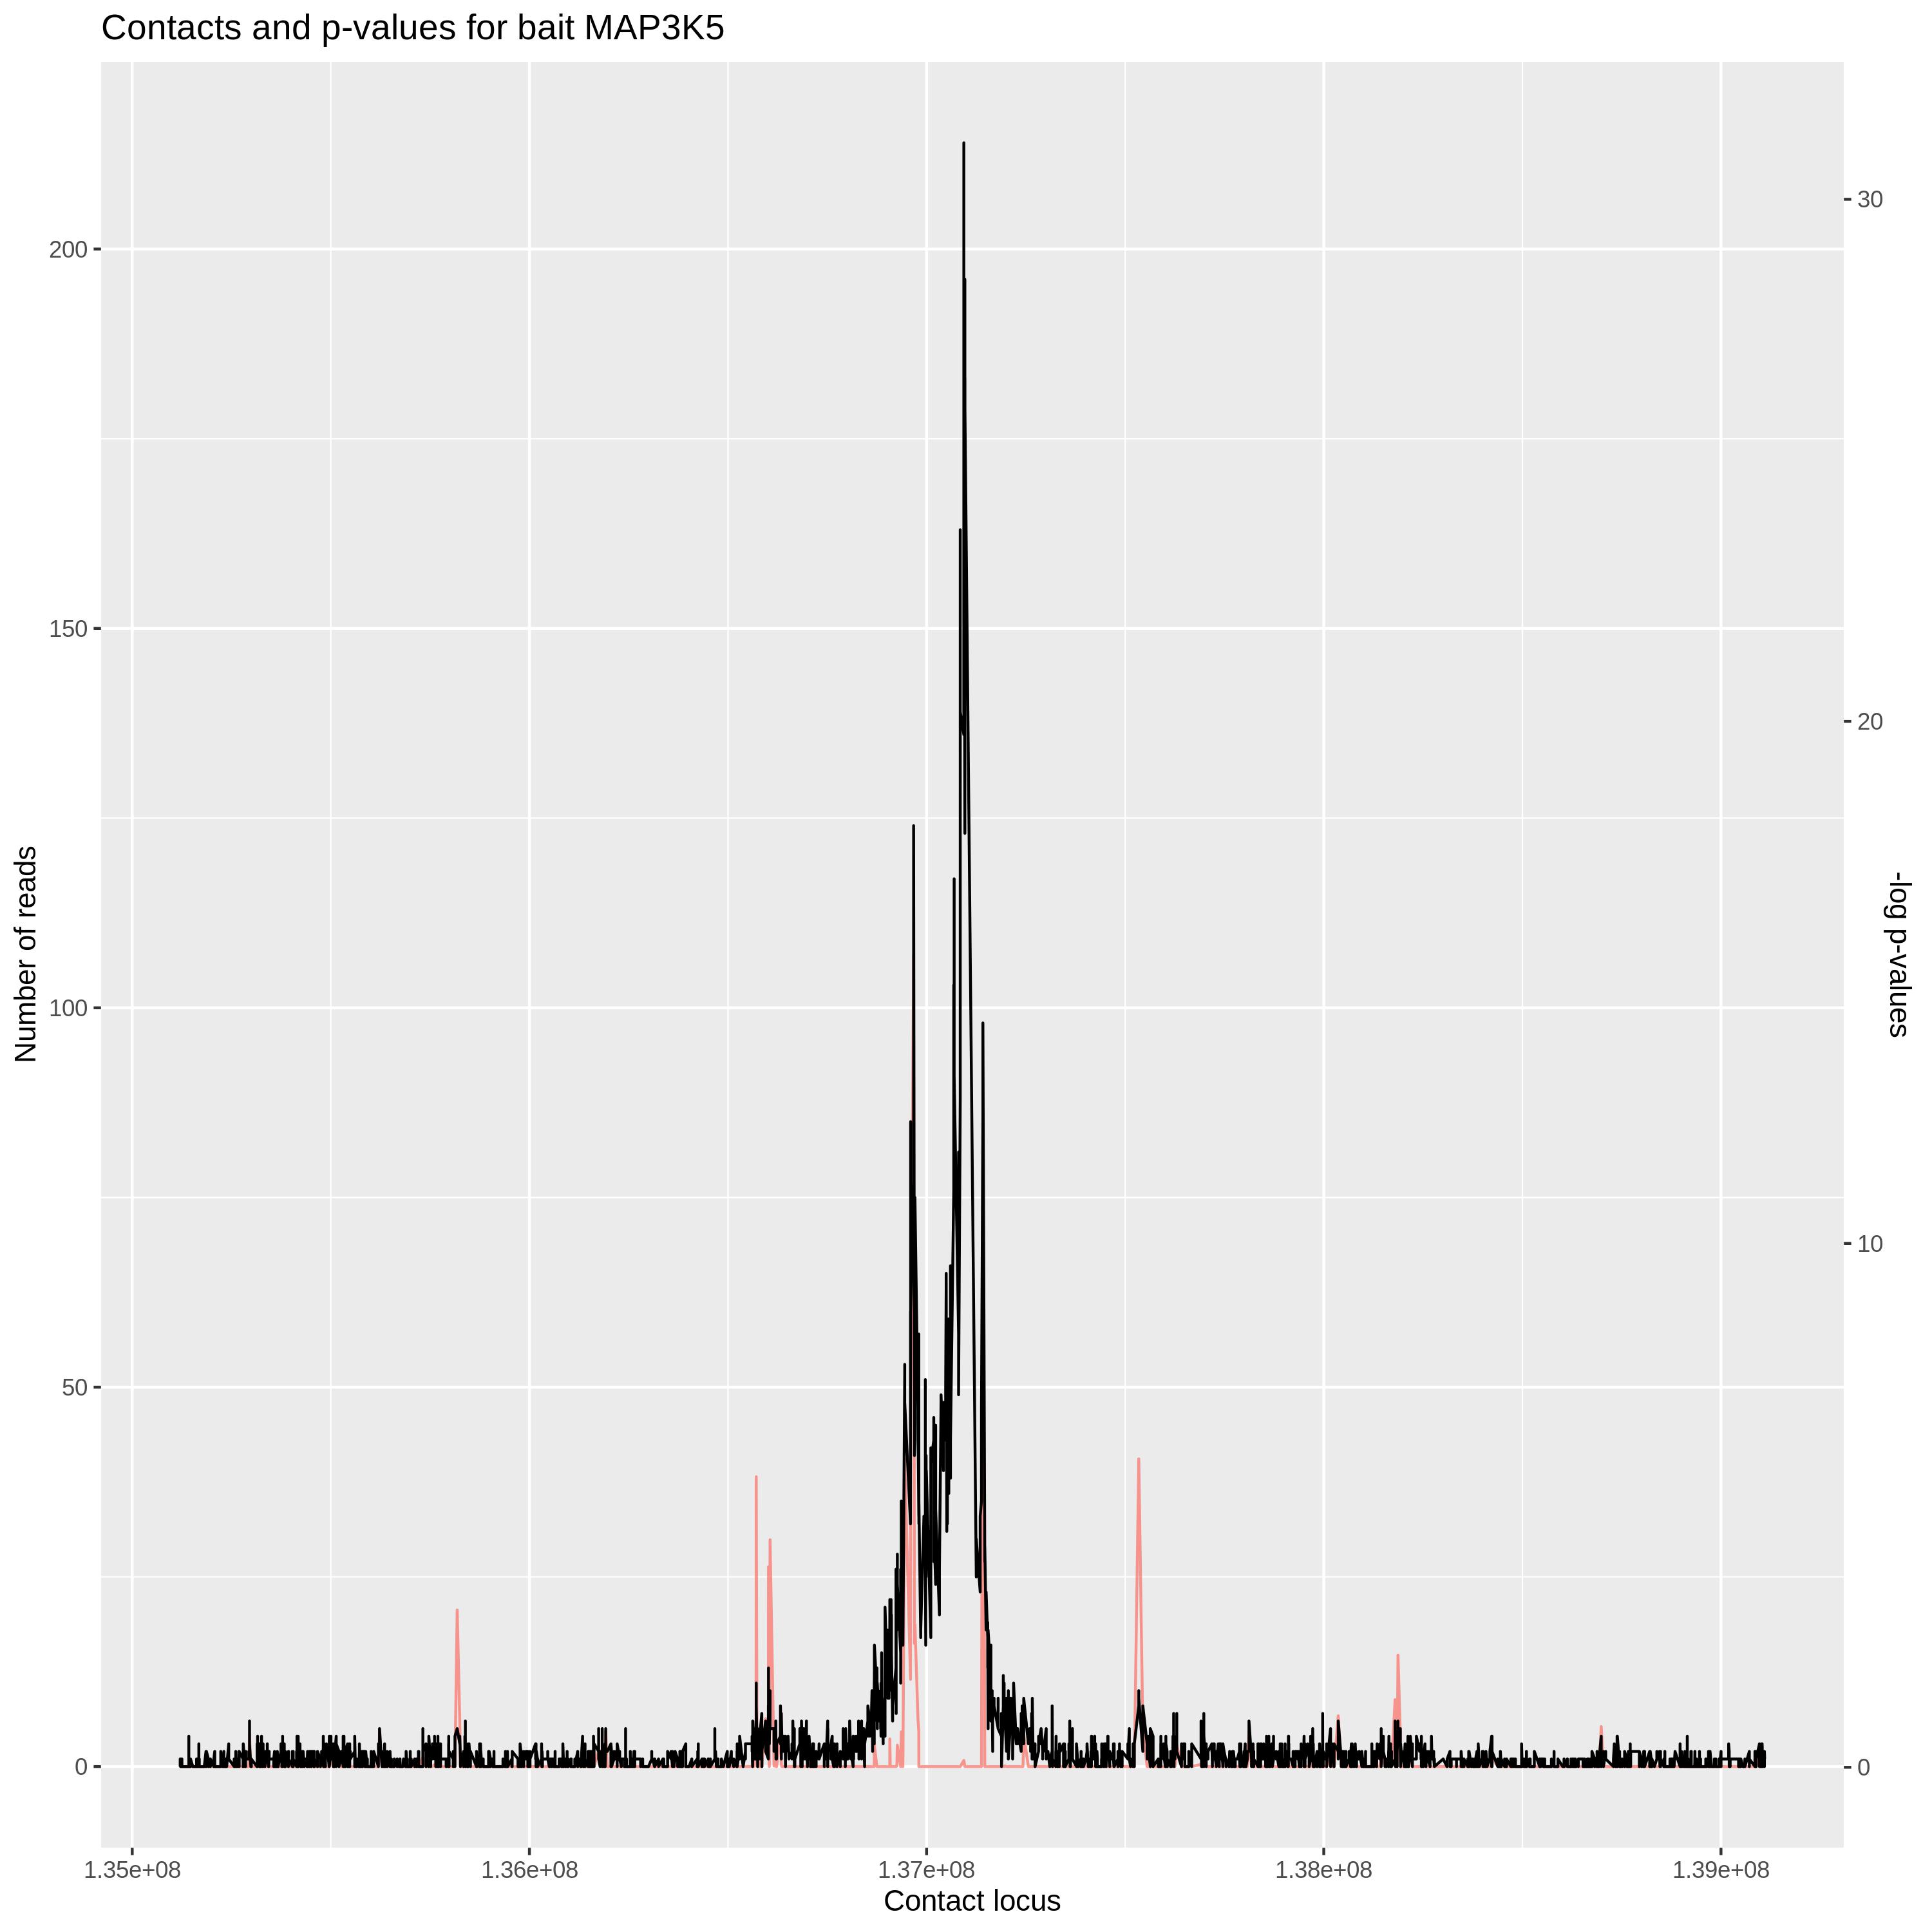 Contacts and p-values for bait MAP3K5
200
150
100
50
0
Number of reads
30
20
10
0
-log p-values
1.35e+08
1.36e+08
1.37e+08
1.38e+08
1.39e+08
Contact locus